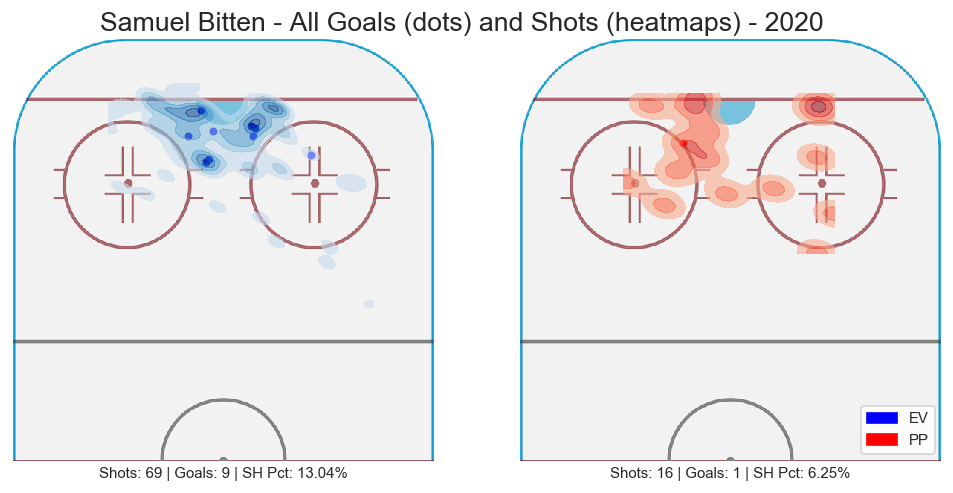 Samuel Bitten - All Goals (dots) and Shots (heatmaps) - 2020
EV
PP
Shots: 69 | Goals: 9 | SH Pct: 13.04%
Shots: 16 | Goals: 1 | SH Pct: 6.25%